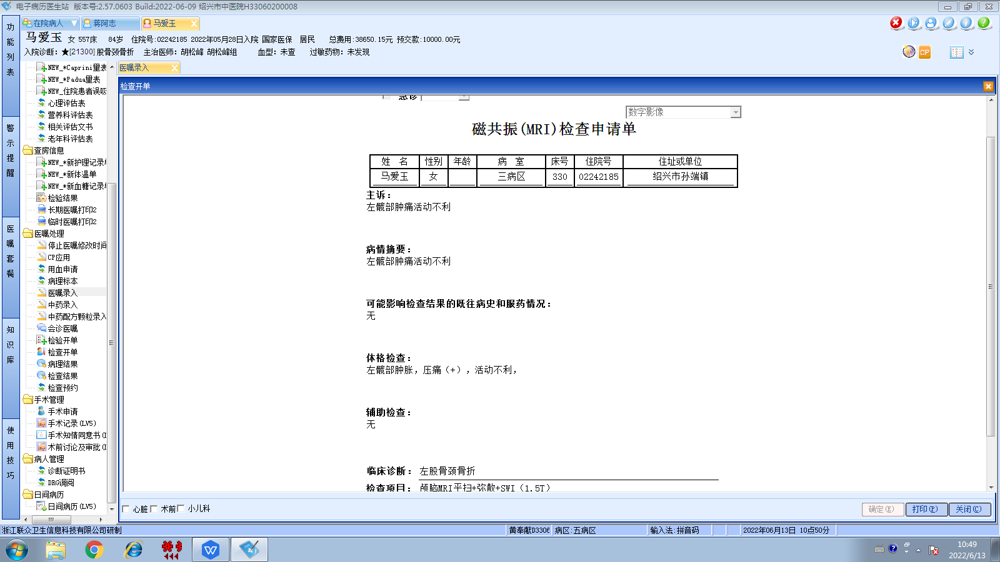 电子病历医生站 版本号:2.57.0603 Build:2022-06-09 绍兴市中医院H33060200008
在院病人 蒋阿志 马爱玉
马爱玉 女 557床 84岁 住院号:02242185 2022年05月28日入院 国家医保 居民 总费用:38650.15元 预交款:10000.00元
入院诊断：★[21300]股骨颈骨折 主治医师：胡松峰 胡松峰组 血型：未查 过敏药物：未发现
CP
功能列表
警示提醒
医嘱套餐
知识库
使用技巧
NEW_*Caprini量表
NEW_*Padua量表
NEW_住院患者误吸
心理评估表
营养科评估表
相关评估文书
老年科评估表
查房信息
NEW_*新护理记录单
NEW_*新体温单
NEW_*新血糖记录单
检验结果
长期医嘱打印2
临时医嘱打印2
医嘱处理
停止医嘱修改时间
CP应用
用血申请
病理标本
医嘱录入
中药录入
中药配方颗粒录入
会诊医嘱
检验开单
检查开单
病理结果
检查结果
检查预约
手术管理
手术申请
手术记录(LV5)
手术知情同意书(L
术前讨论及审批(L
病人管理
诊断证明书
DRG调阅
日间病历
日间病历(LV5)
医嘱录入
检查开单
急诊
数字影像
磁共振(MRI)检查申请单
姓 名 性别 年龄 病 室 床号 住院号 住址或单位
马爱玉 女 三病区 330 02242185 绍兴市孙端镇
主诉：
左髋部肿痛活动不利
病情摘要：
左髋部肿痛活动不利
可能影响检查结果的既往病史和服药情况：
无
体格检查：
左髋部肿胀，压痛（+），活动不利，
辅助检查：
无
临床诊断： 左股骨颈骨折
检查项目： 颅脑MRI平扫+弥散+SWI（1.5T）
心脏 术前 小儿科
确定(E) 打印(P) 关闭(C)
浙江联众卫生信息科技有限公司研制 黄奉献D3306 病区:五病区 输入法:拼音码 2022年06月13日 10点50分
10:49
2022/6/13